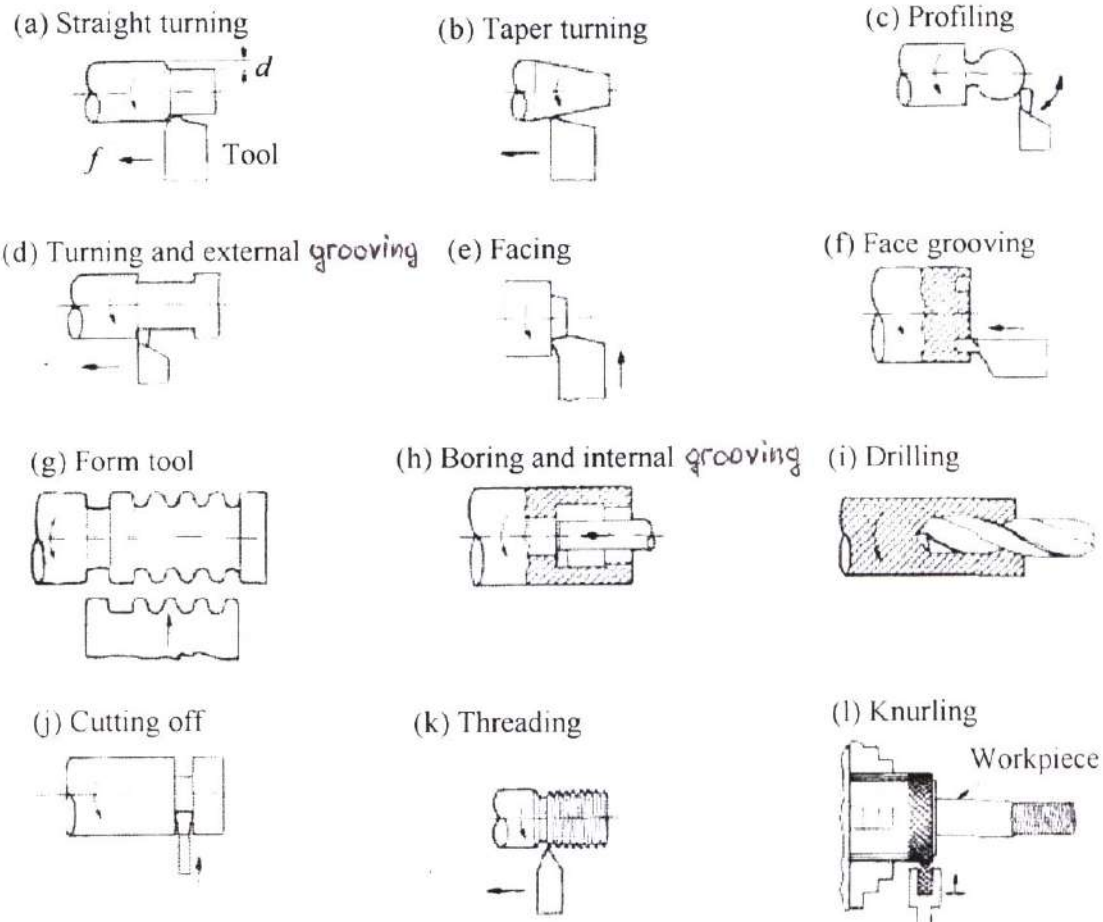 (a) Straight turning
d
f
Tool
(b) Taper turning
(c) Profiling
(d) Turning and external grooving
(e) Facing
(f) Face grooving
(g) Form tool
(h) Boring and internal grooving
(i) Drilling
(j) Cutting off
(k) Threading
(l) Knurling
Workpiece